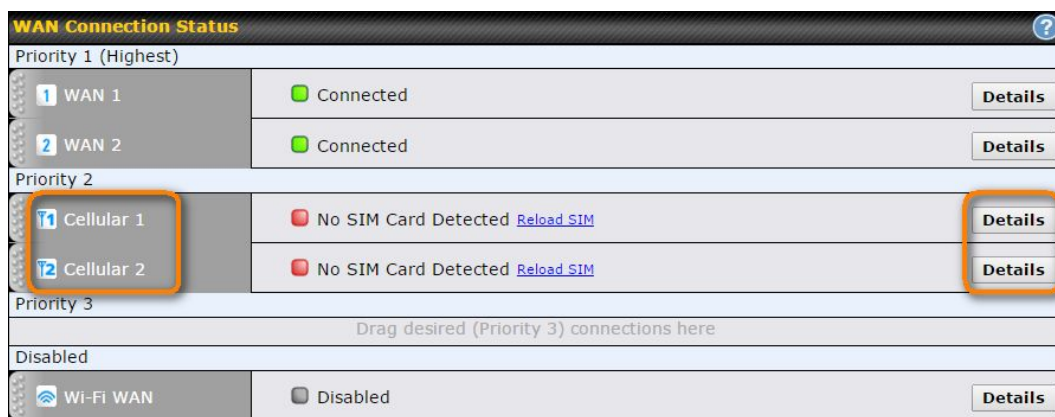 WAN Connection Status ?
Priority 1 (Highest)
1 WAN 1 Connected Details
2 WAN 2 Connected Details
Priority 2
1 Cellular 1 No SIM Card Detected Reload SIM Details
2 Cellular 2 No SIM Card Detected Reload SIM Details
Priority 3
Drag desired (Priority 3) connections here
Disabled
Wi-Fi WAN Disabled Details